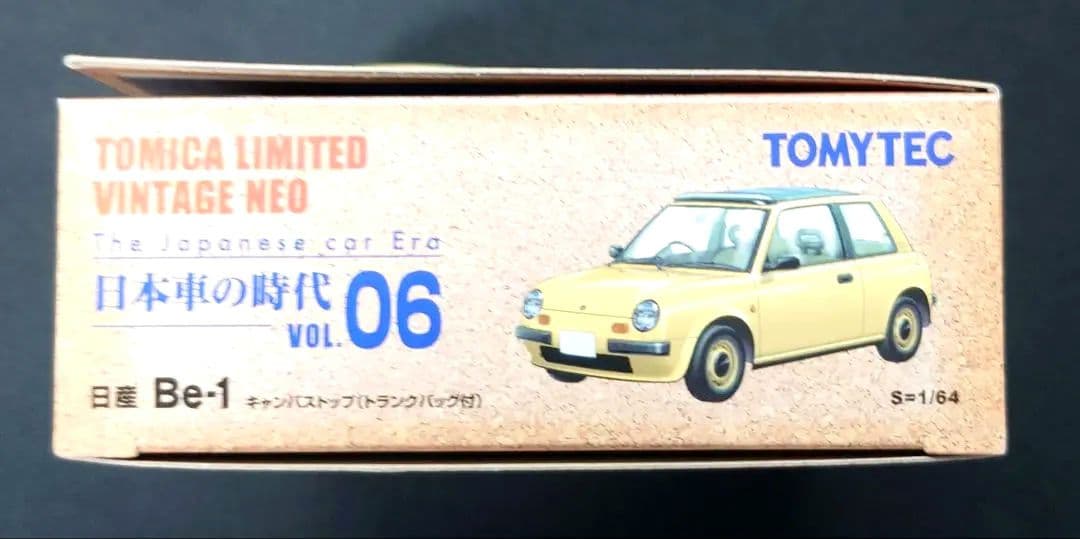 TOMICA LIMITED
VINTAGE NEO
The Japanese car Era
日本車の時代
VOL. 06
日産 Be-1 キャンバストップ(トランクバッグ付)
TOMYTEC
S=1/64